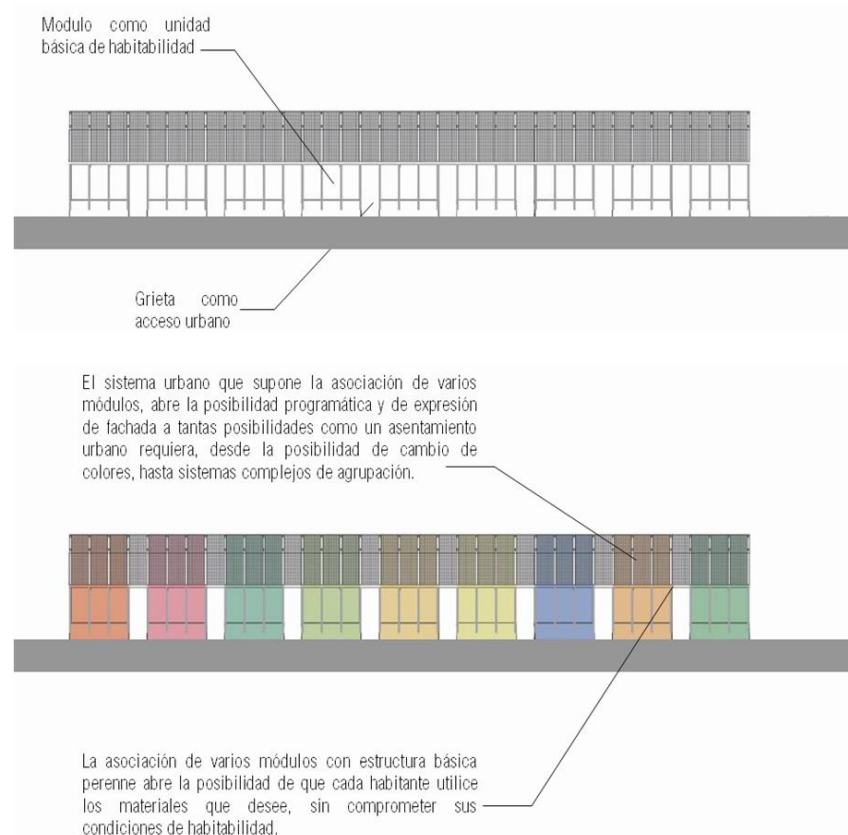 Modulo como unidad
básica de habitabilidad
Grieta como
acceso urbano
El sistema urbano que supone la asociación de varios
módulos, abre la posibilidad programática y de expresión
de fachada a tantas posibilidades como un asentamiento
urbano requiera, desde la posibilidad de cambio de
colores, hasta sistemas complejos de agrupación.
La asociación de varios módulos con estructura básica
perenne abre la posibilidad de que cada habitante utilice
los materiales que desee, sin comprometer sus
condiciones de habitabilidad.